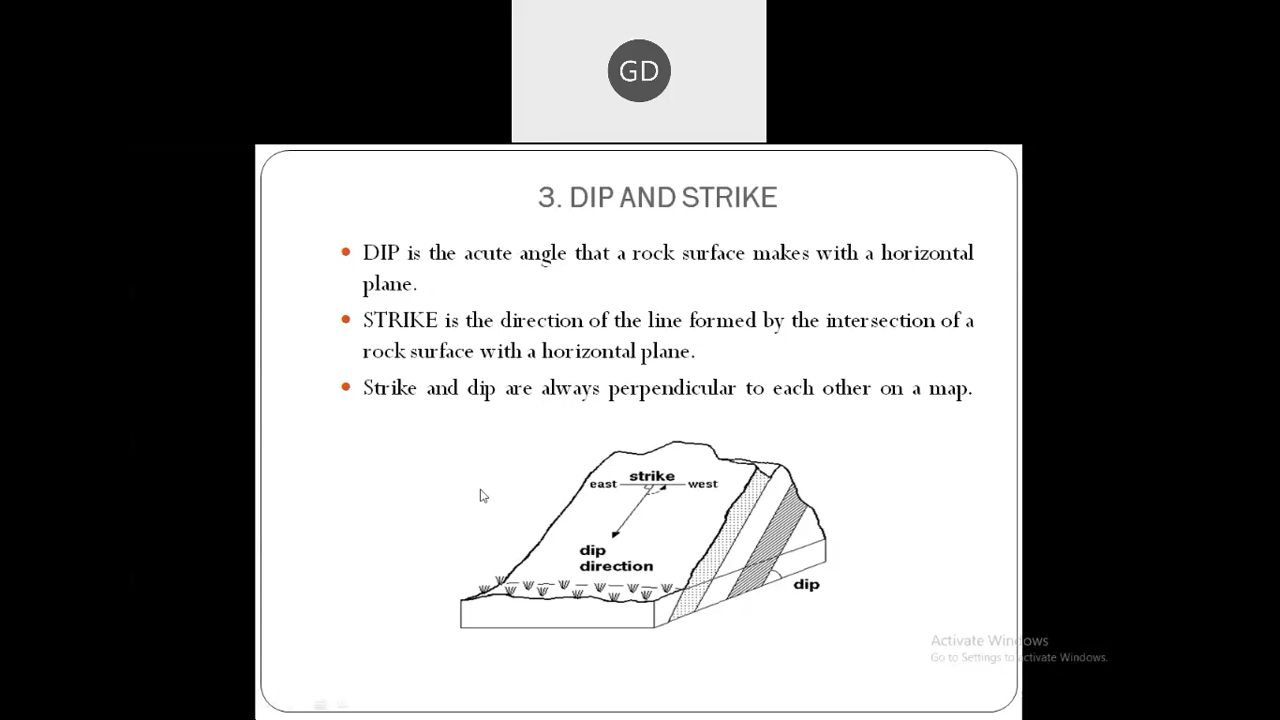 GD
3. DIP AND STRIKE
• DIP is the acute angle that a rock surface makes with a horizontal
plane.
• STRIKE is the direction of the line formed by the intersection of a
rock surface with a horizontal plane.
• Strike and dip are always perpendicular to each other on a map.
strike
east west
dip
direction
dip
Activate Windows
Go to Settings to activate Windows.